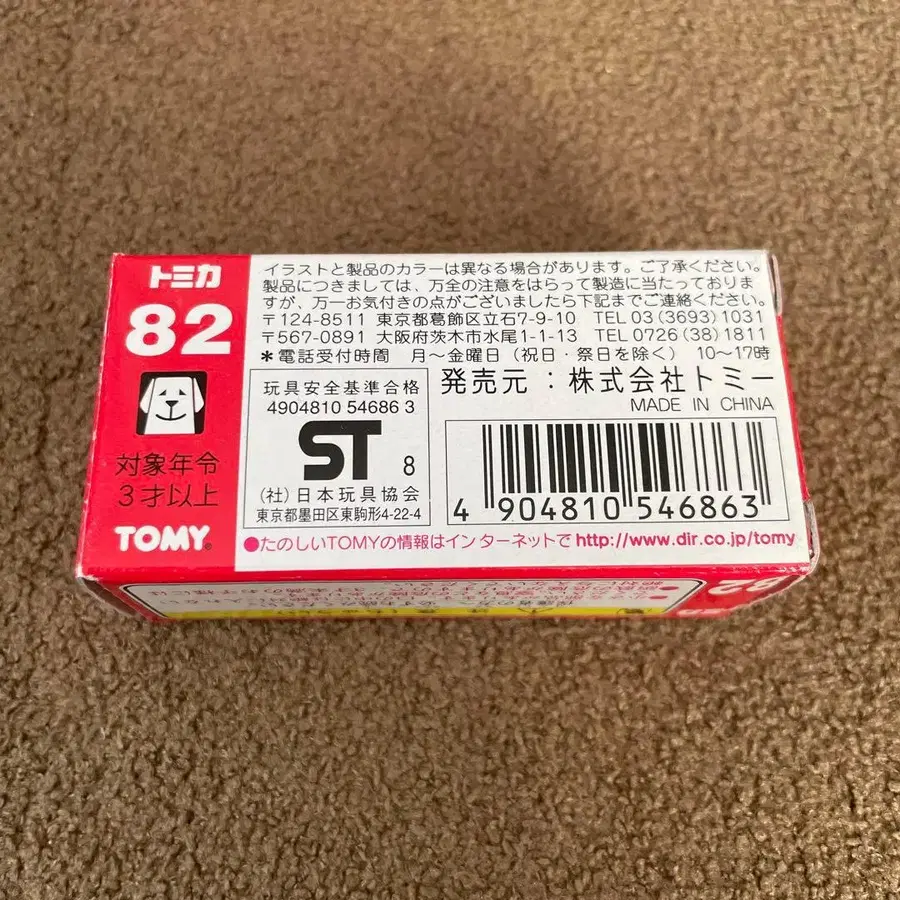 トミカ
82
対象年令
3才以上
TOMY
イラストと製品のカラーは異なる場合があります。ご了承ください。
製品につきましては、万全の注意をはらって製造に当たっておりま
すが、万一お気付きの点がございましたら下記までご連絡ください。
〒124-8511 東京都葛飾区立石7-9-10 TEL 03 (3693) 1031
〒567-0891 大阪府茨木市水尾1-1-13 TEL 0726 (38) 1811
*電話受付時間 月～金曜日(祝日・祭日を除く) 10～17時
玩具安全基準合格
4904810 54686 3
ST 8
(社)日本玩具協会
東京都墨田区東駒形4-22-4
発売元:株式会社トミー
MADE IN CHINA
4 904810 546863
●たのしいTOMYの情報はインターネットで http://www.dir.co.jp/tomy
82